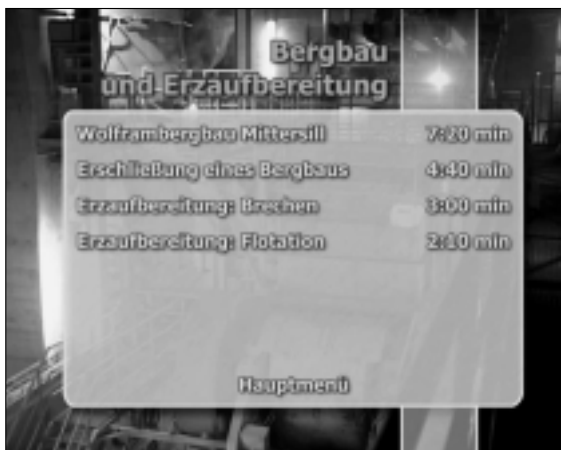 Bergbau
und Erzaufbereitung
Wolframbergbau Mittersill 7:20 min
Erschließung eines Bergbaus 4:40 min
Erzaufbereitung: Brechen 3:00 min
Erzaufbereitung: Flotation 2:10 min
Hauptmenü